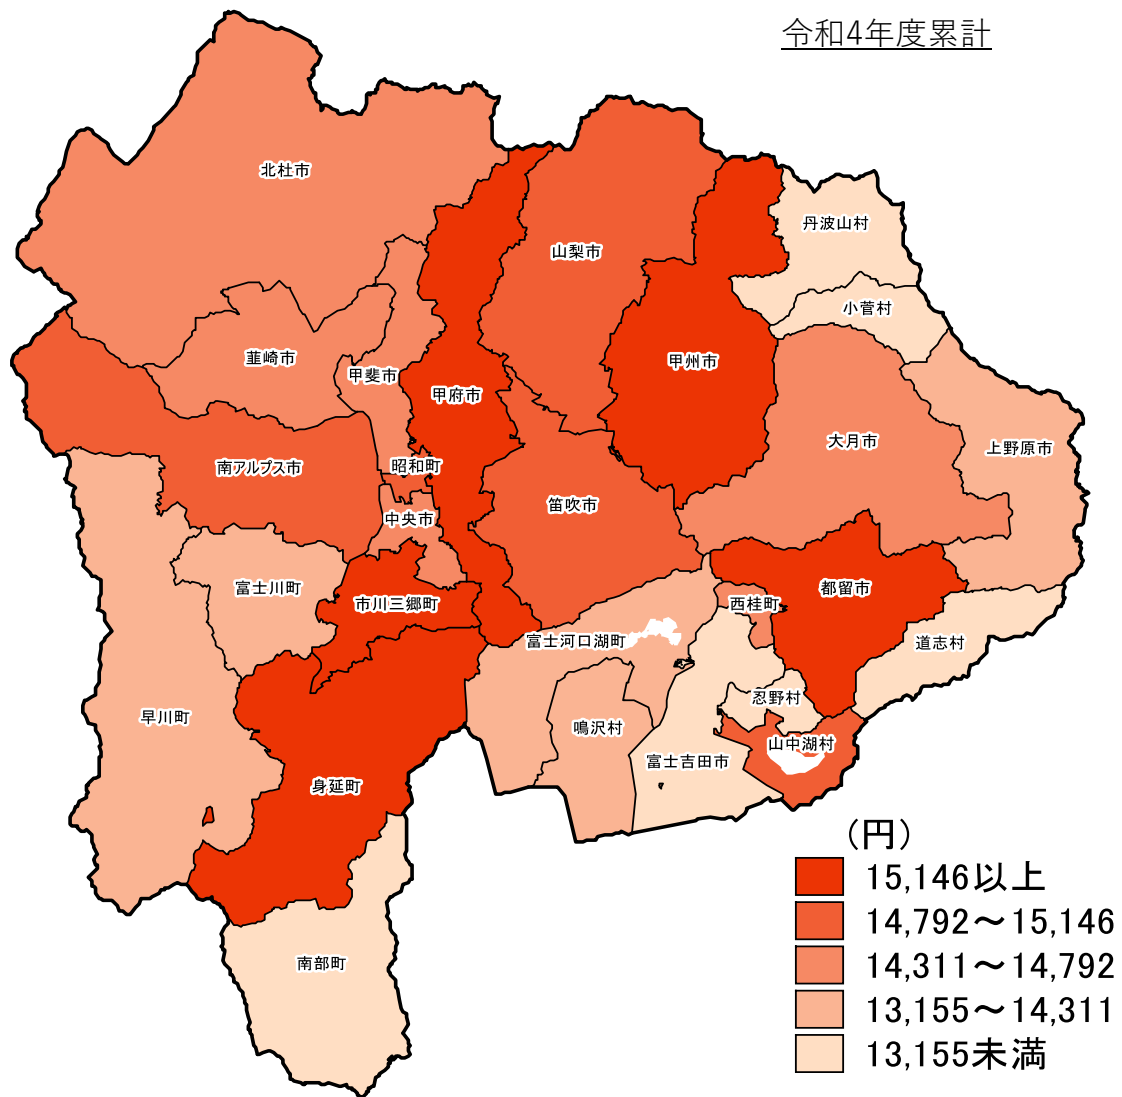 令和4年度累計
北杜市
丹波山村
山梨市
小菅村
韮崎市
甲斐市
甲府市
甲州市
大月市
上野原市
南アルプス市
昭和町
笛吹市
中央市
富士川町
市川三郷町
西桂町
都留市
富士河口湖町
道志村
忍野村
早川町
鳴沢村
山中湖村
富士吉田市
身延町
南部町
(円)
15,146以上
14,792～15,146
14,311～14,792
13,155～14,311
13,155未満